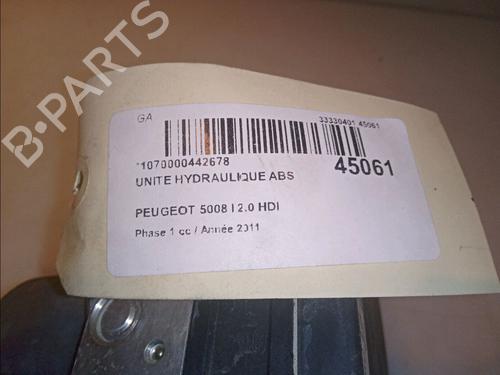 B-PARTS
GA
33330401 45061
*1070000442678
45061
UNITE HYDRAULIQUE ABS
PEUGEOT 5008 I 2.0 HDI
Phase 1 cc / Année 2011